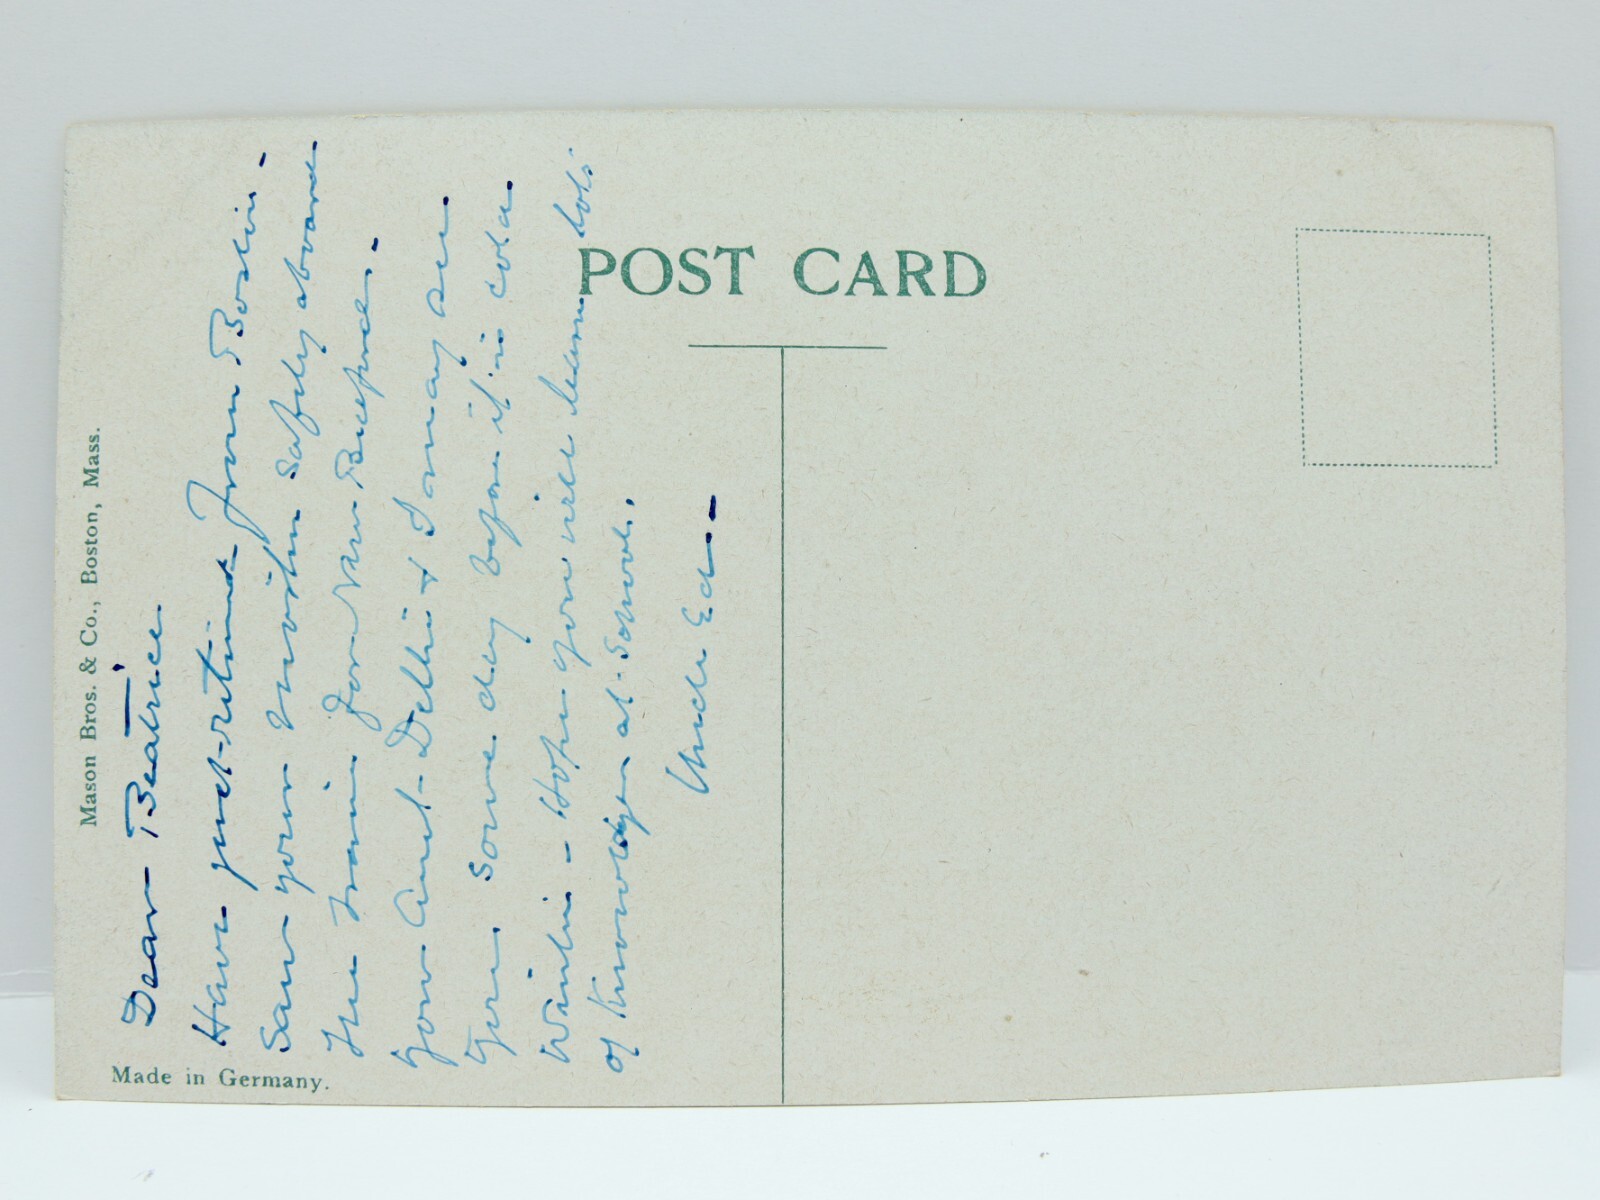 POST CARD
Mason Bros. & Co., Boston, Mass.
Made in Germany.
Dear Beatrice
Have just returned from Boston -
Saw your mother safely aboard
the train for New
Your Aunt Delhi & I may see
you some day before it is cold
Winter - Hope you will learn lots
of Knowledge at School.
Uncle Ed -